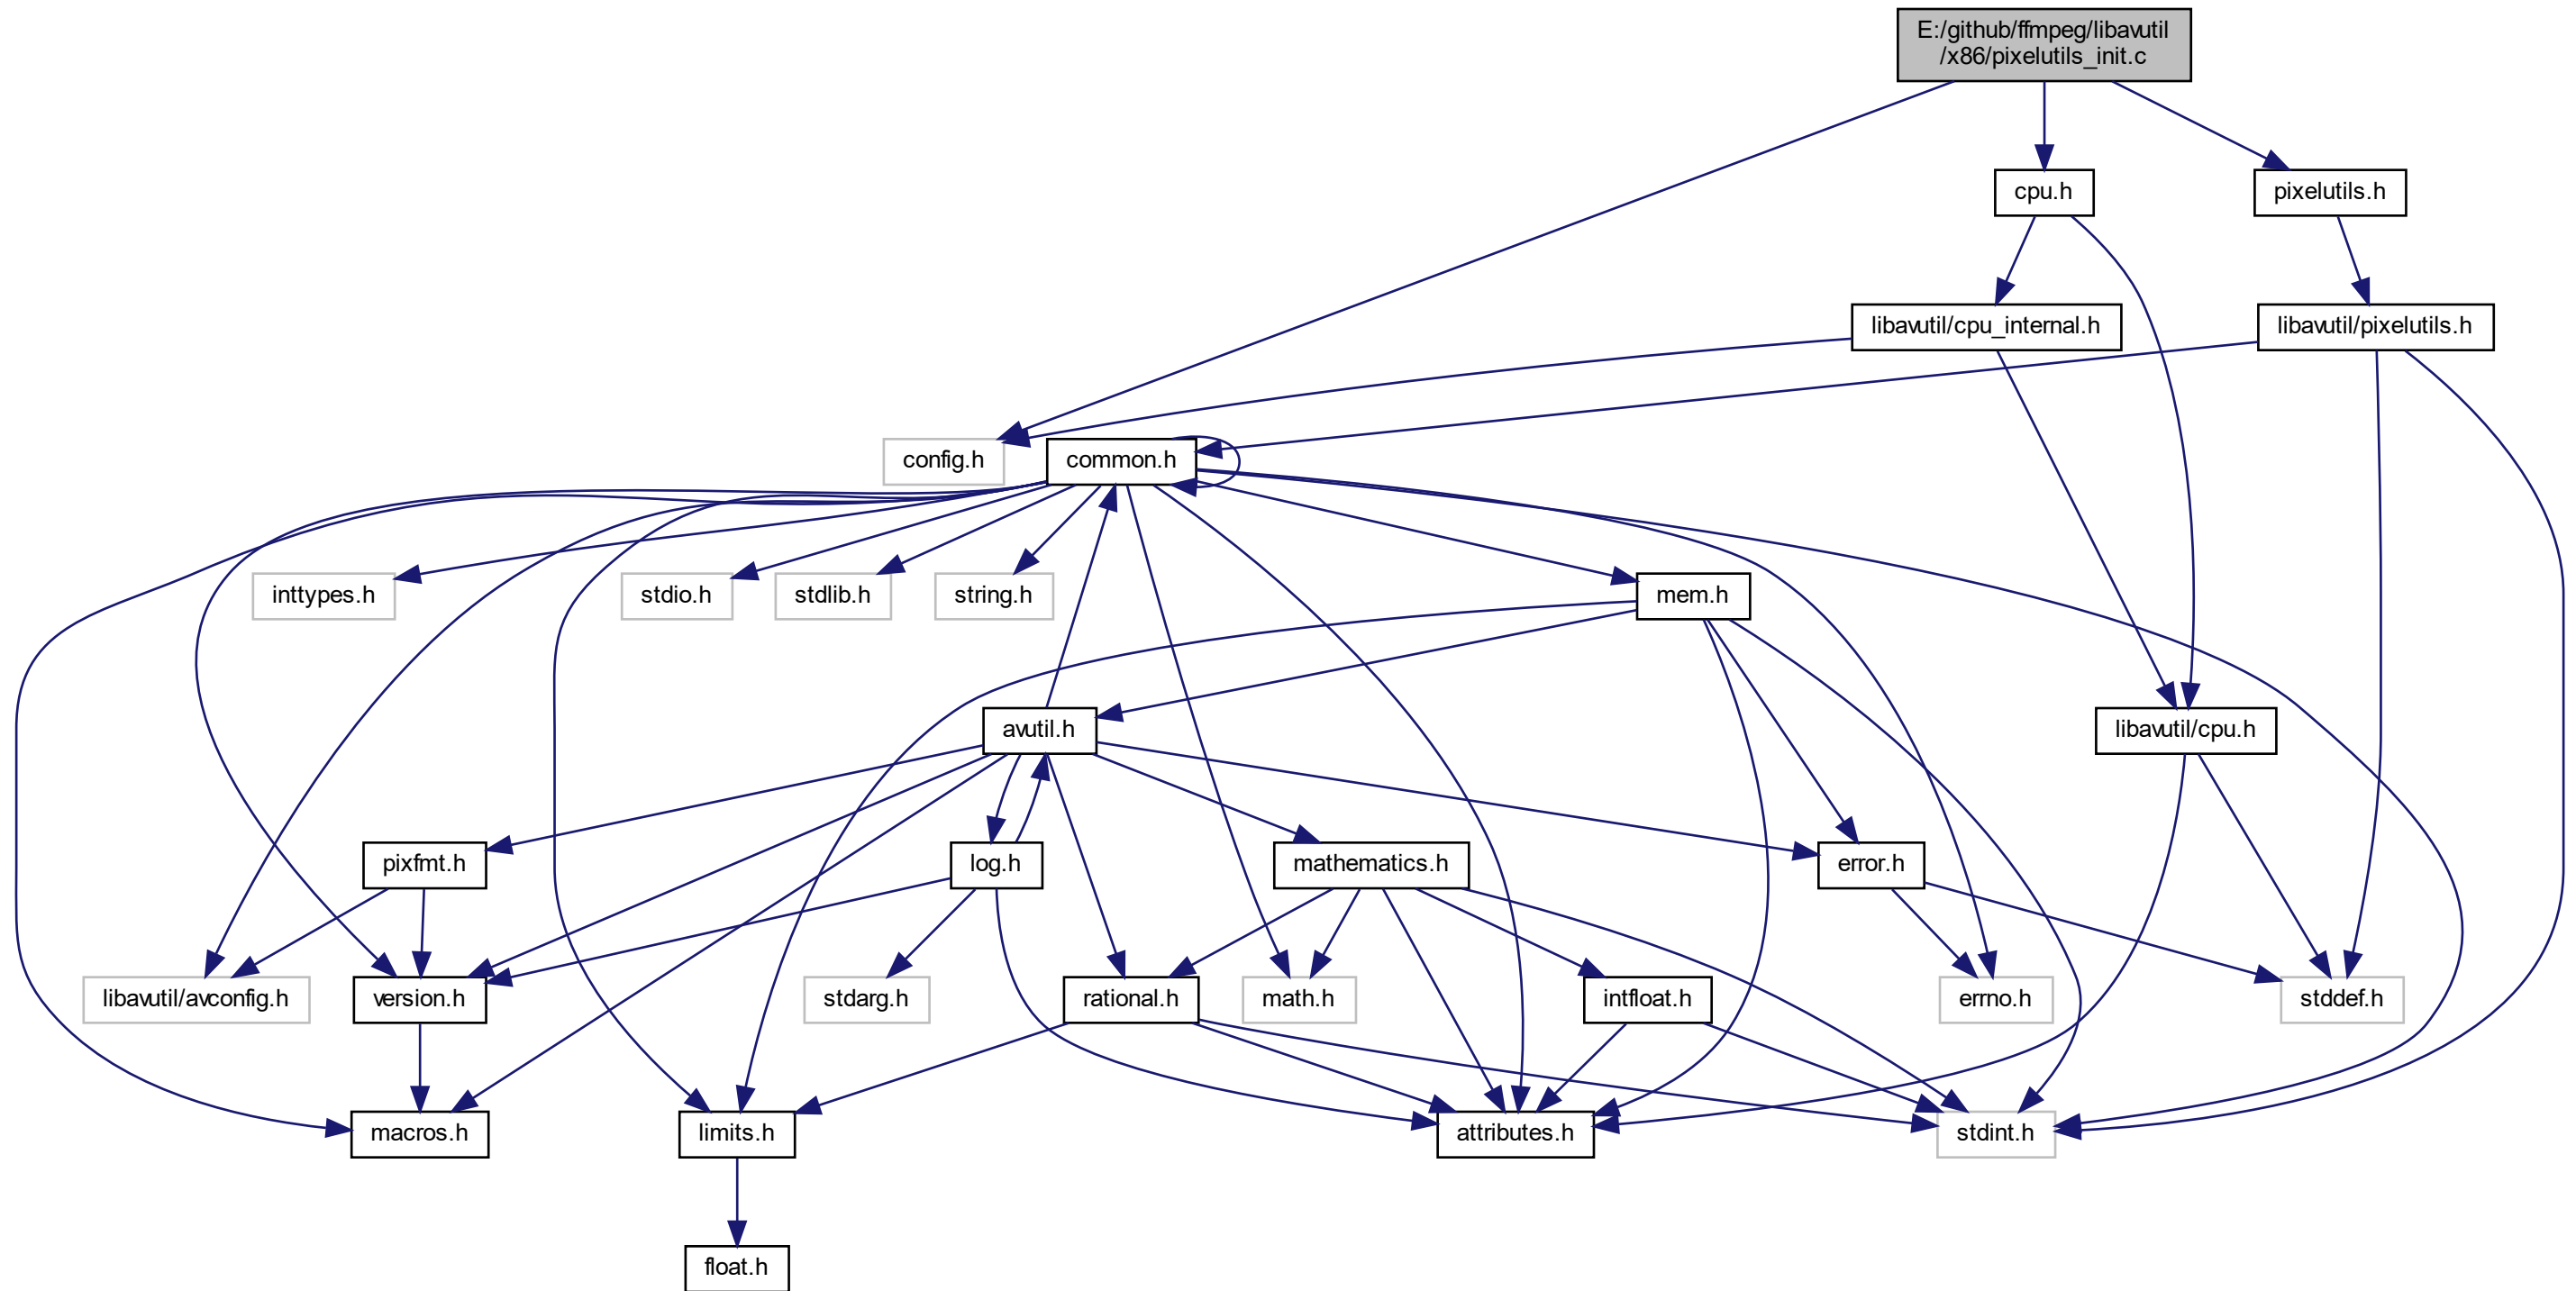 E:/github/ffmpeg/libavutil
/x86/pixelutils_init.c
cpu.h
pixelutils.h
libavutil/cpu_internal.h
libavutil/pixelutils.h
config.h
common.h
inttypes.h
stdio.h
stdlib.h
string.h
mem.h
avutil.h
libavutil/cpu.h
pixfmt.h
log.h
mathematics.h
error.h
libavutil/avconfig.h
version.h
stdarg.h
rational.h
math.h
intfloat.h
errno.h
stddef.h
macros.h
limits.h
attributes.h
stdint.h
float.h